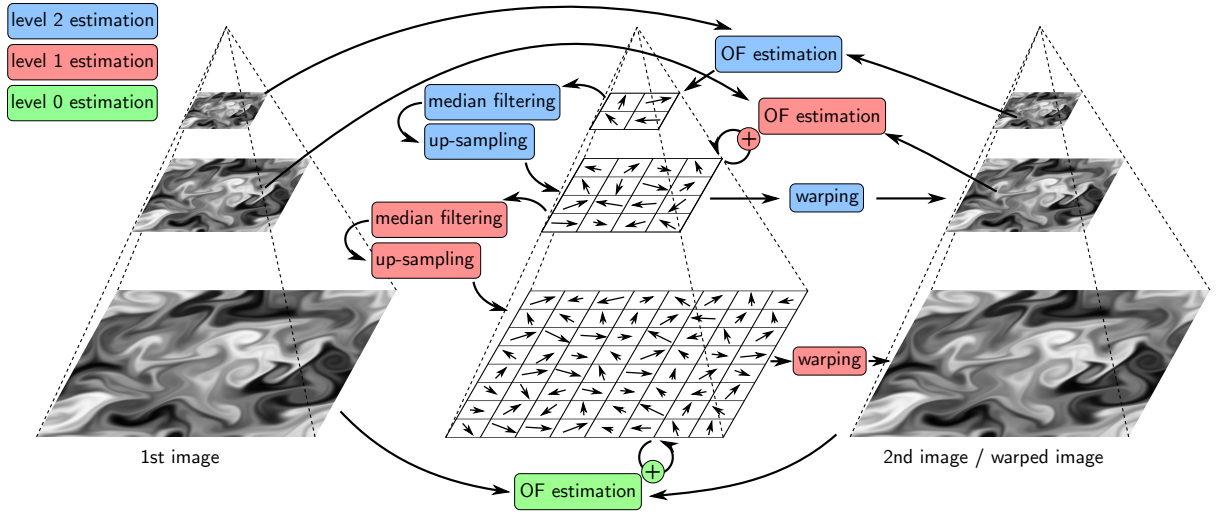 level 2 estimation
level 1 estimation
level 0 estimation
OF estimation
median filtering
OF estimation
+
up-sampling
warping
median filtering
up-sampling
warping
1st image
2nd image / warped image
+
OF estimation